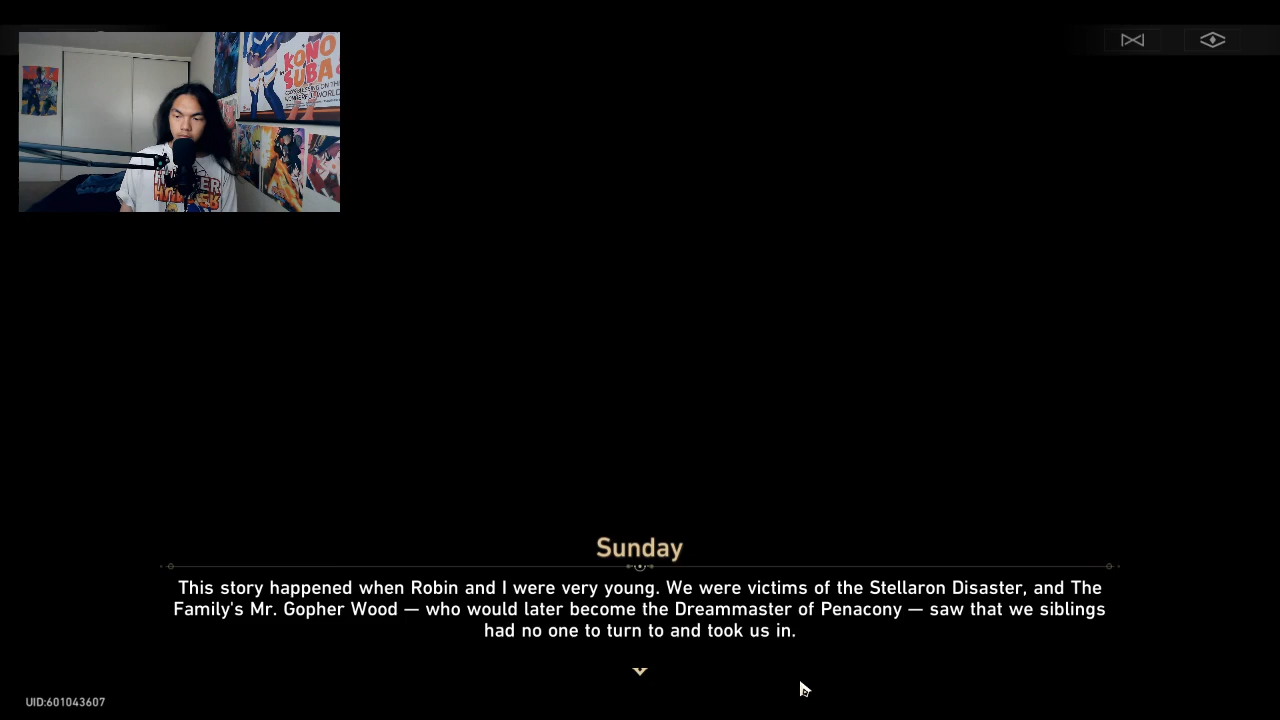 KONO
SUBA
Sunday
This story happened when Robin and I were very young. We were victims of the Stellaron Disaster, and The
Family's Mr. Gopher Wood — who would later become the Dreammaster of Penacony — saw that we siblings
had no one to turn to and took us in.
UID:601043607